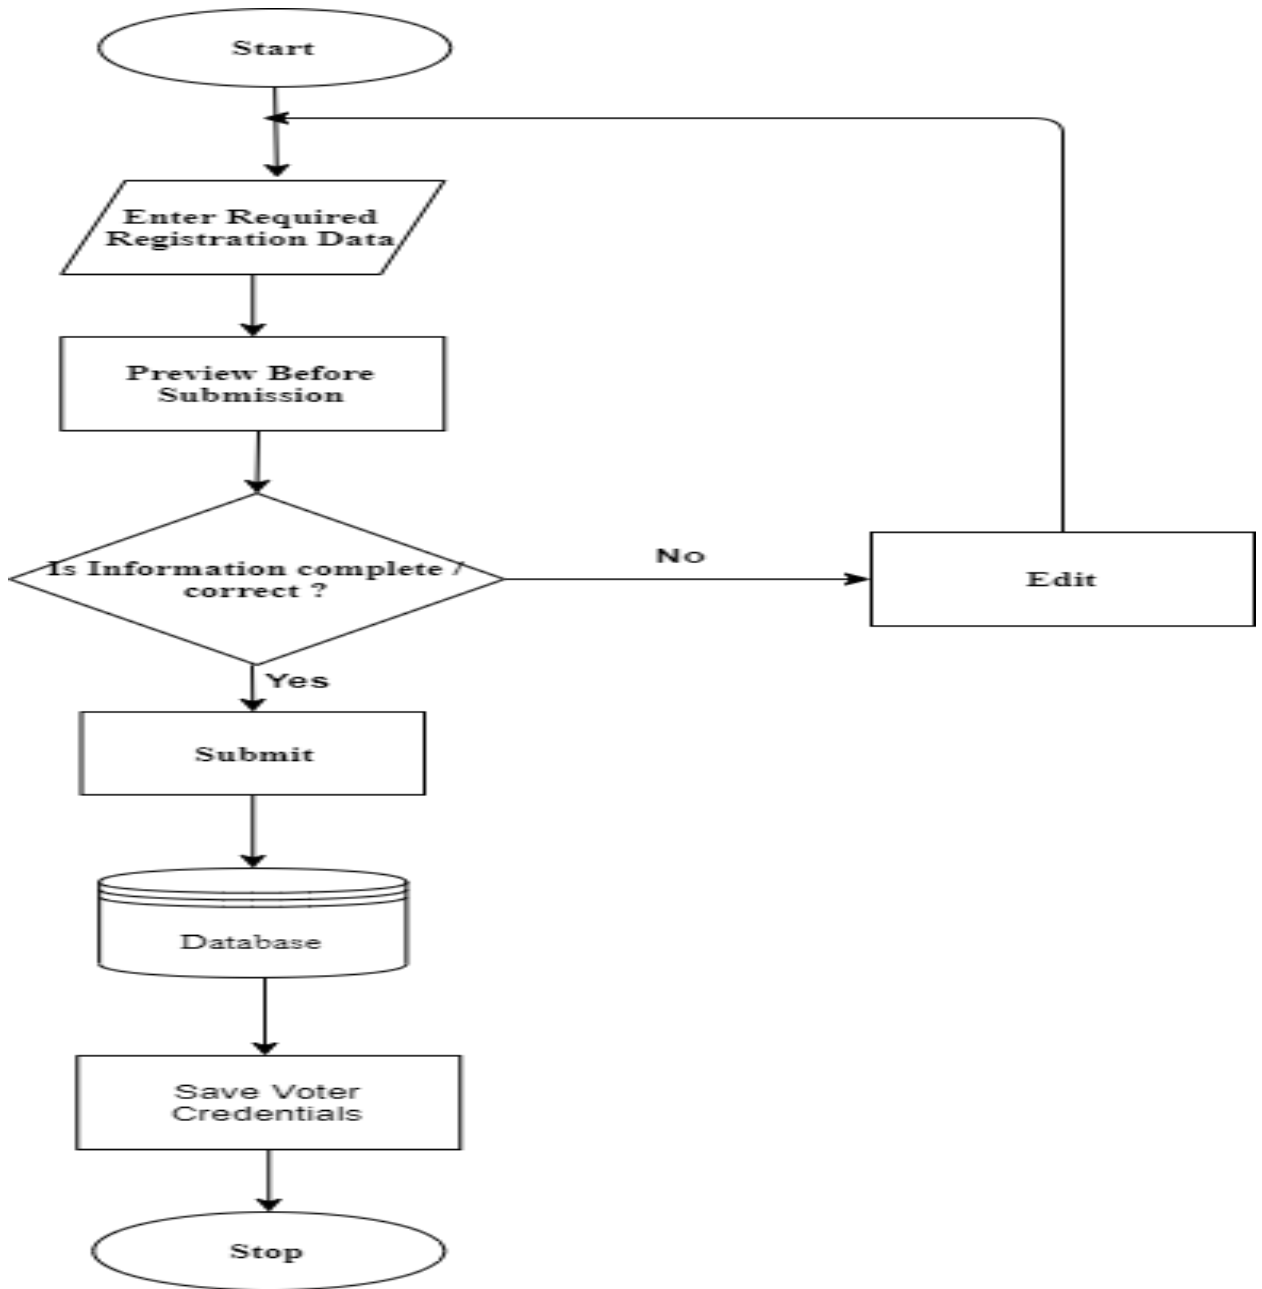 Start
Enter Required
Registration Data
Preview Before
Submission
Is Information complete /
correct ?
No
Edit
Yes
Submit
Database
Save Voter
Credentials
Stop